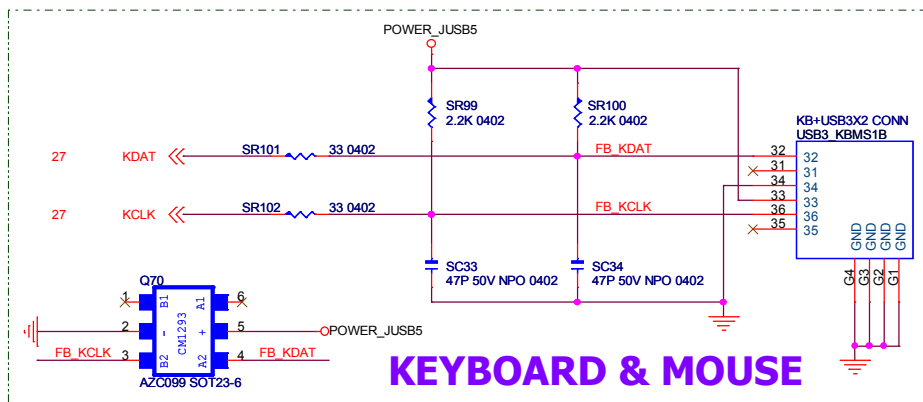 POWER_JUSB5
SR99
2.2K 0402
SR100
2.2K 0402
KB+USB3X2 CONN
USB3_KBMS1B
27 KDAT SR101 33 0402 FB_KDAT 32 32
31 31
34 34
33 33
27 KCLK SR102 33 0402 FB_KCLK 36 36
35 35
GND GND GND GND
G4 G3 G2 G1
SC33
47P 50V NPO 0402
SC34
47P 50V NPO 0402
Q70
1 B1 A1 6
2 - CM1293 + 5 POWER_JUSB5
FB_KCLK 3 B2 A2 4 FB_KDAT
AZC099 SOT23-6
KEYBOARD & MOUSE